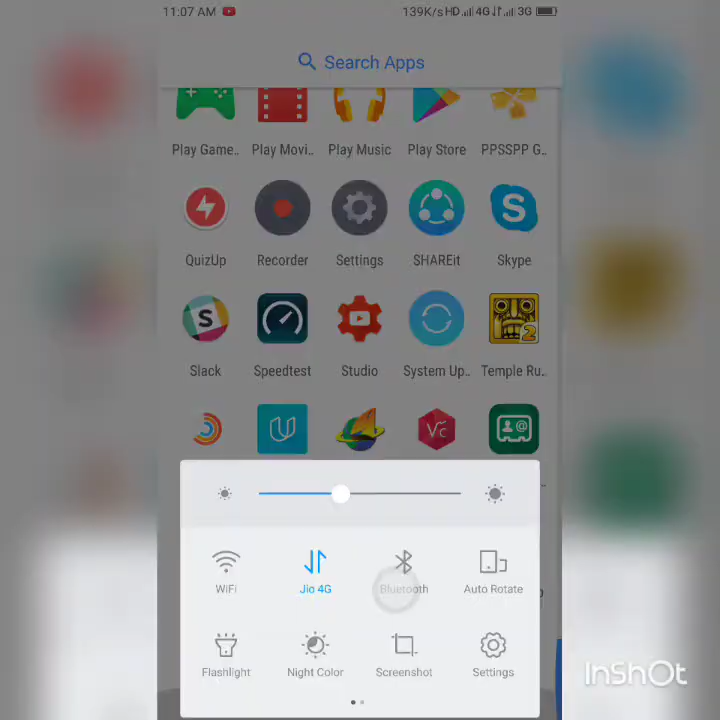 11:07 AM 139K/s HD 4G 3G
Search Apps
Play Game.. Play Movi.. Play Music Play Store PPSSPP G..
QuizUp Recorder Settings SHAREit Skype
S
S
2
Slack Speedtest Studio System Up.. Temple Ru..
VC
WiFi Jio 4G Bluetooth Auto Rotate
Flashlight Night Color Screenshot Settings
InShOt